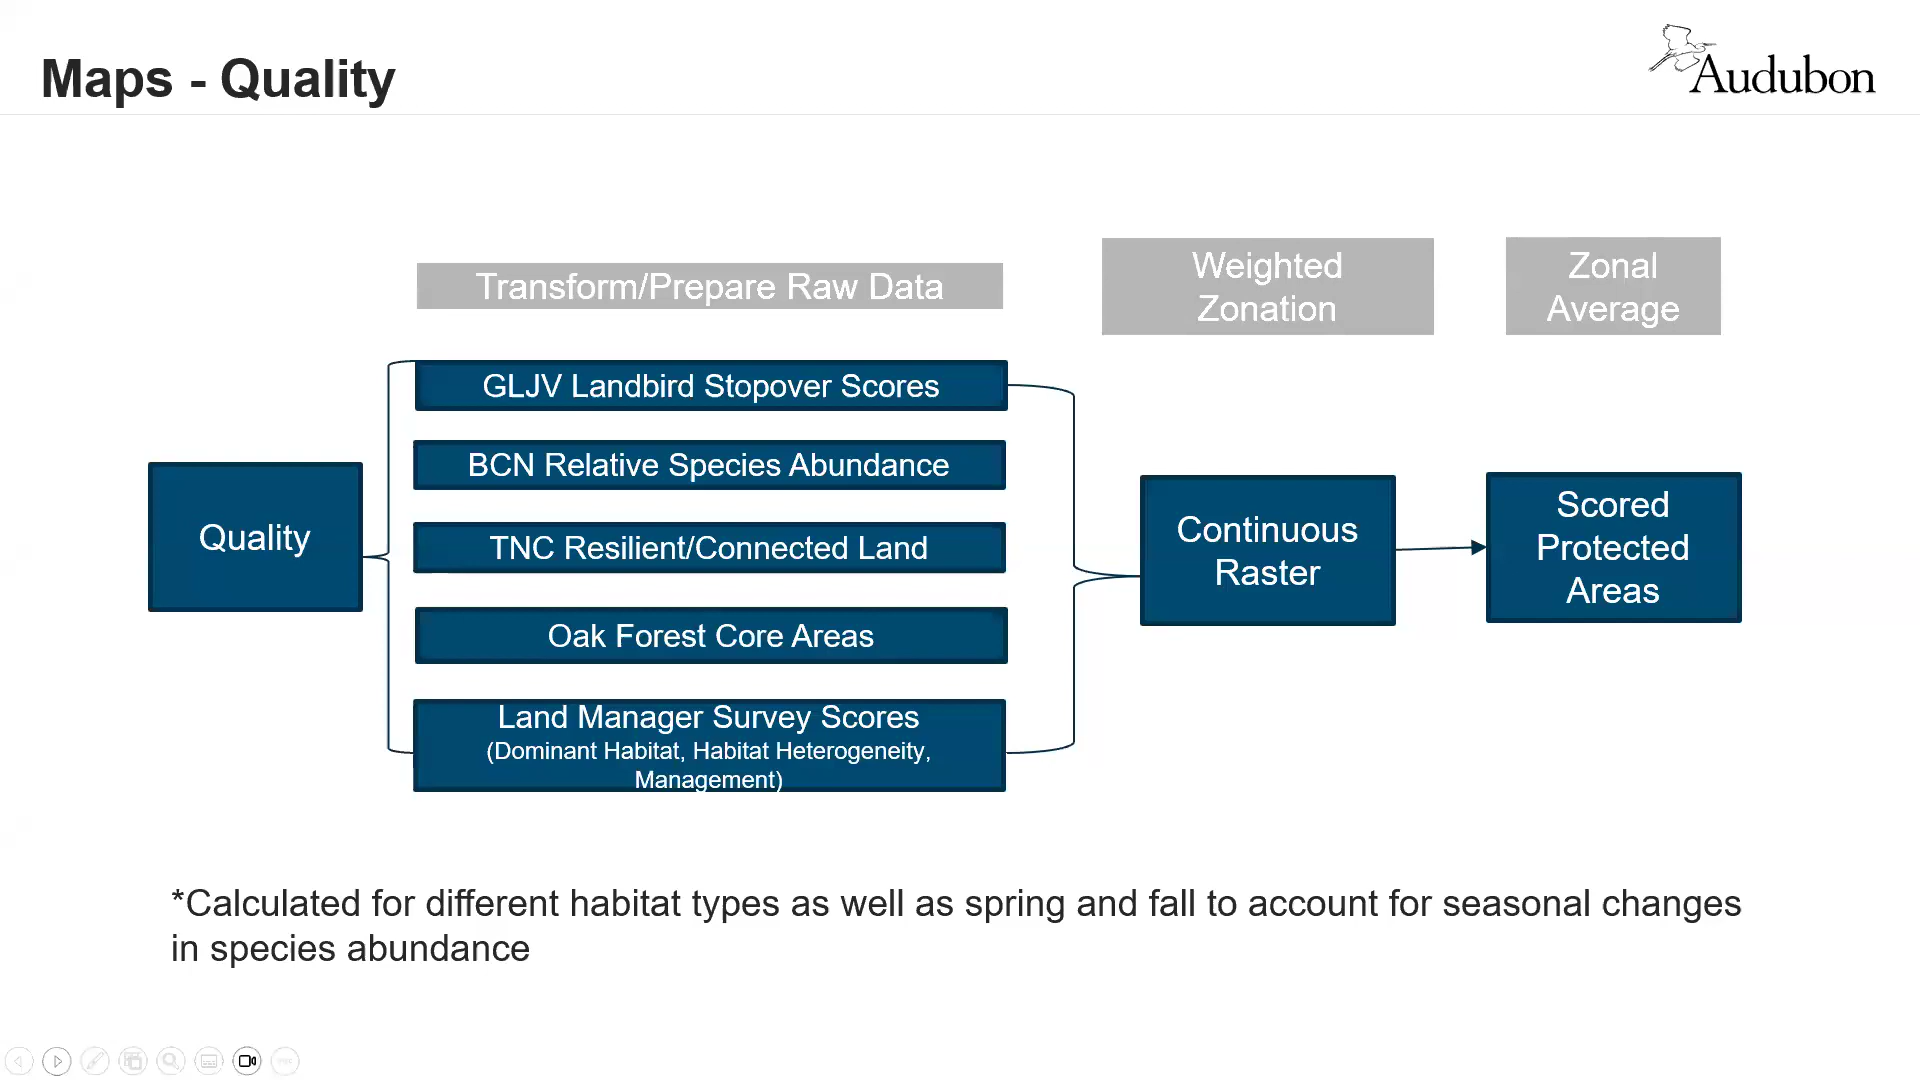 Maps - Quality
Audubon
Transform/Prepare Raw Data
Weighted
Zonation
Zonal
Average
Quality
GLJV Landbird Stopover Scores
BCN Relative Species Abundance
TNC Resilient/Connected Land
Oak Forest Core Areas
Land Manager Survey Scores
(Dominant Habitat, Habitat Heterogeneity,
Management)
Continuous
Raster
Scored
Protected
Areas
*Calculated for different habitat types as well as spring and fall to account for seasonal changes
in species abundance